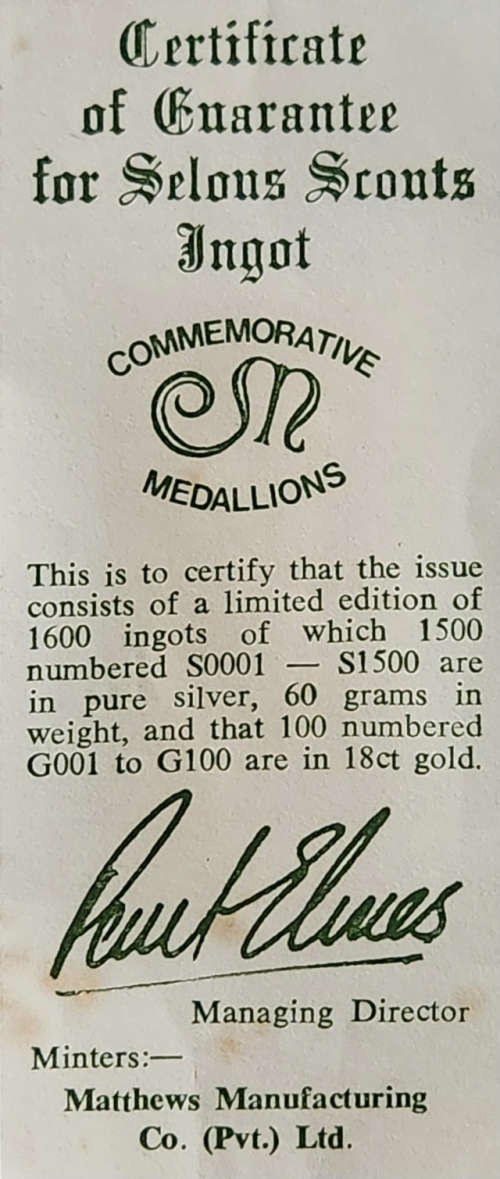 Certificate
of Guarantee
for Selous Scouts
Ingot
COMMEMORATIVE
CM
MEDALLIONS
This is to certify that the issue
consists of a limited edition of
1600 ingots of which 1500
numbered S0001 — S1500 are
in pure silver, 60 grams in
weight, and that 100 numbered
G001 to G100 are in 18ct gold.
Managing Director
Minters:—
Matthews Manufacturing
Co. (Pvt.) Ltd.